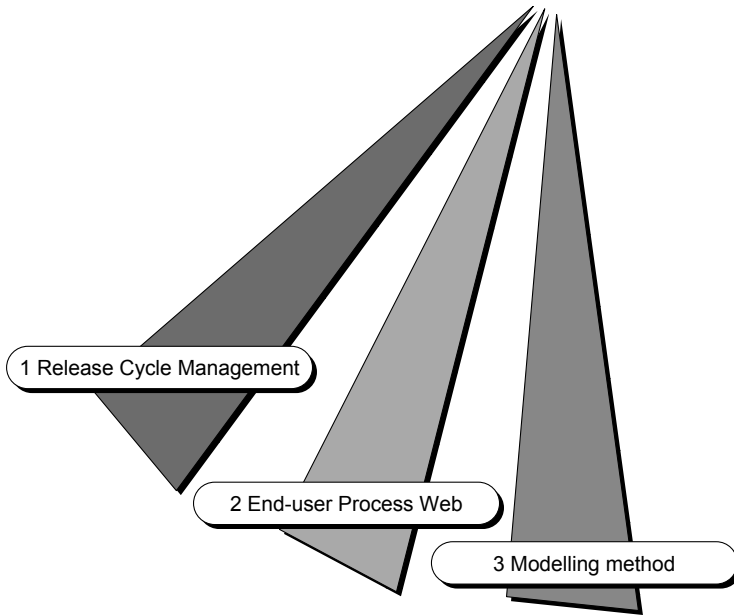 1 Release Cycle Management
2 End-user Process Web
3 Modelling method